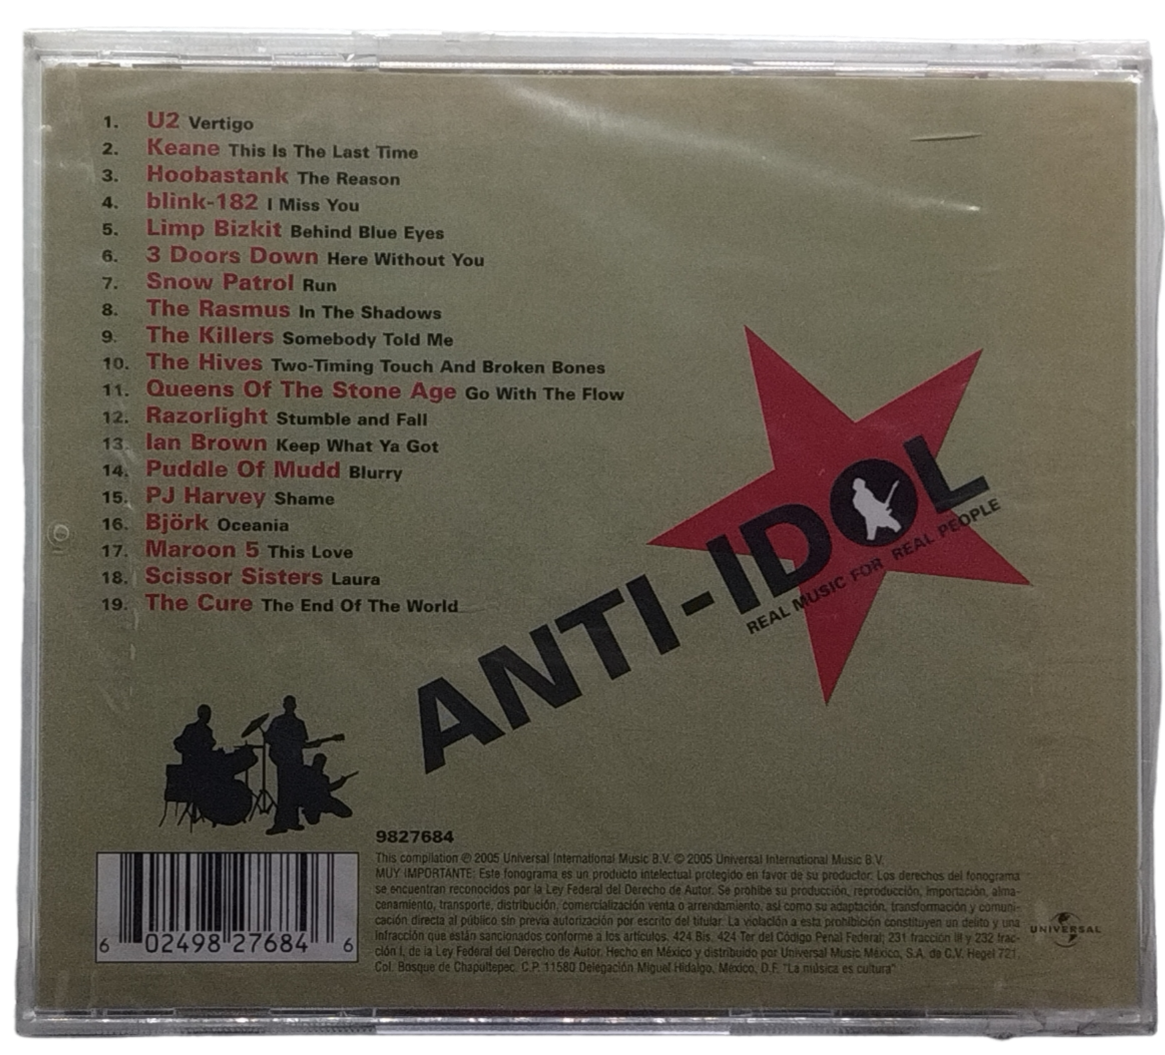 1. U2 Vertigo
2. Keane This Is The Last Time
3. Hoobastank The Reason
4. blink-182 I Miss You
5. Limp Bizkit Behind Blue Eyes
6. 3 Doors Down Here Without You
7. Snow Patrol Run
8. The Rasmus In The Shadows
9. The Killers Somebody Told Me
10. The Hives Two-Timing Touch And Broken Bones
11. Queens Of The Stone Age Go With The Flow
12. Razorlight Stumble and Fall
13. Ian Brown Keep What Ya Got
14. Puddle Of Mudd Blurry
15. PJ Harvey Shame
16. Björk Oceania
17. Maroon 5 This Love
18. Scissor Sisters Laura
19. The Cure The End Of The World
ANTI-IDOL
REAL MUSIC FOR REAL PEOPLE
9827684
This compilation ℗ 2005 Universal International Music B.V. © 2005 Universal International Music B.V.
MUY IMPORTANTE: Este fonograma es un producto intelectual protegido en favor de su productor. Los derechos del fonograma
se encuentran reconocidos por la Ley Federal del Derecho de Autor. Se prohibe su producción, reproducción, importación, alma-
cenamiento, transporte, distribución, comercialización venta o arrendamiento, así como su adaptación, transformación y comuni-
cación directa al público sin previa autorización por escrito del titular. La violación a esta prohibición constituyen un delito y una
infracción que están sancionados conforme a los artículos. 424 Bis, 424 Ter del Código Penal Federal; 231 fracción III y 232 frac-
ción I, de la Ley Federal del Derecho de Autor. Hecho en México y distribuido por Universal Music México, S.A. de C.V. Hegel 721,
Col. Bosque de Chapultepec. C.P. 11580 Delegación Miguel Hidalgo, México, D.F. "La música es cultura"
UNIVERSAL
6 02498 27684 6